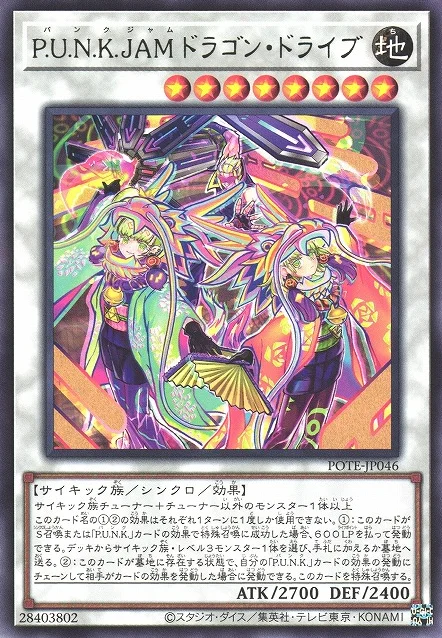 パンクジャム
P.U.N.K.JAMドラゴン・ドライブ
ち
地
POTE-JP046
【サイキック族／シンクロ／効果】
サイキック族チューナー＋チューナー以外のモンスター1体以上
このカード名の①②の効果はそれぞれ1ターンに1度しか使用できない。①：このカードが
S召喚または「P.U.N.K.」カードの効果で特殊召喚に成功した場合、600LPを払って発動
できる。デッキからサイキック族・レベル3モンスター1体を選び、手札に加えるか墓地へ
送る。②：このカードが墓地に存在する状態で、自分の「P.U.N.K.」カードの効果の発動に
チェーンして相手がカードの効果を発動した場合に発動できる。このカードを特殊召喚する。
ATK/2700 DEF/2400
28403802
©スタジオ・ダイス／集英社・テレビ東京・KONAMI